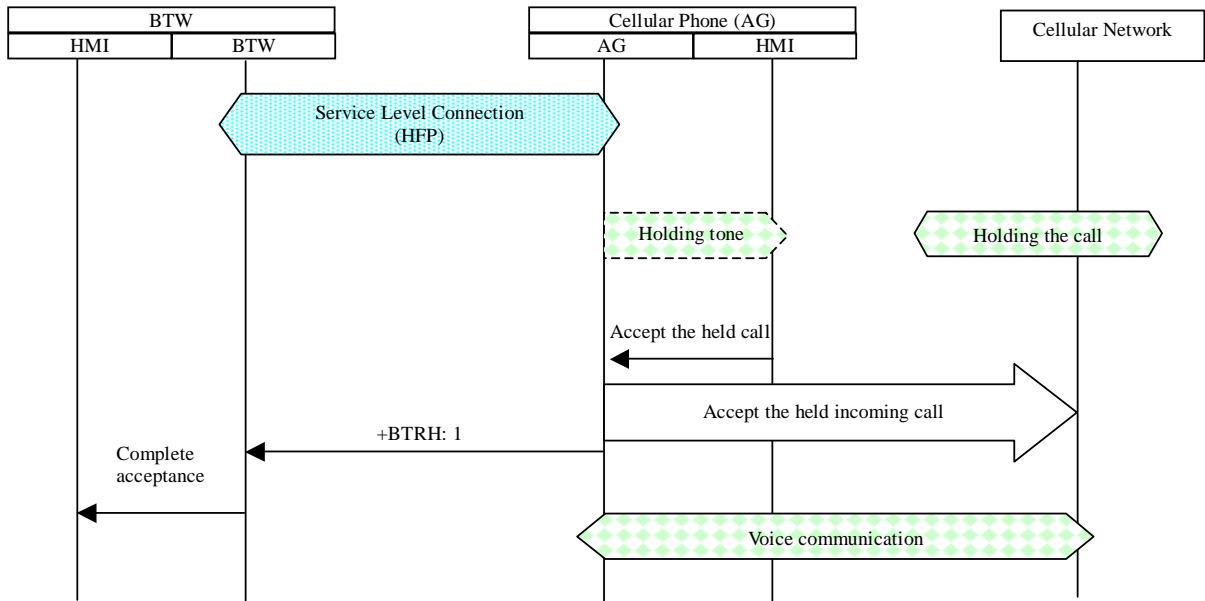 BTW
HMI
BTW
Cellular Phone (AG)
AG
HMI
Cellular Network
Service Level Connection
(HFP)
Holding tone
Holding the call
Accept the held call
Accept the held incoming call
+BTRH: 1
Complete
acceptance
Voice communication